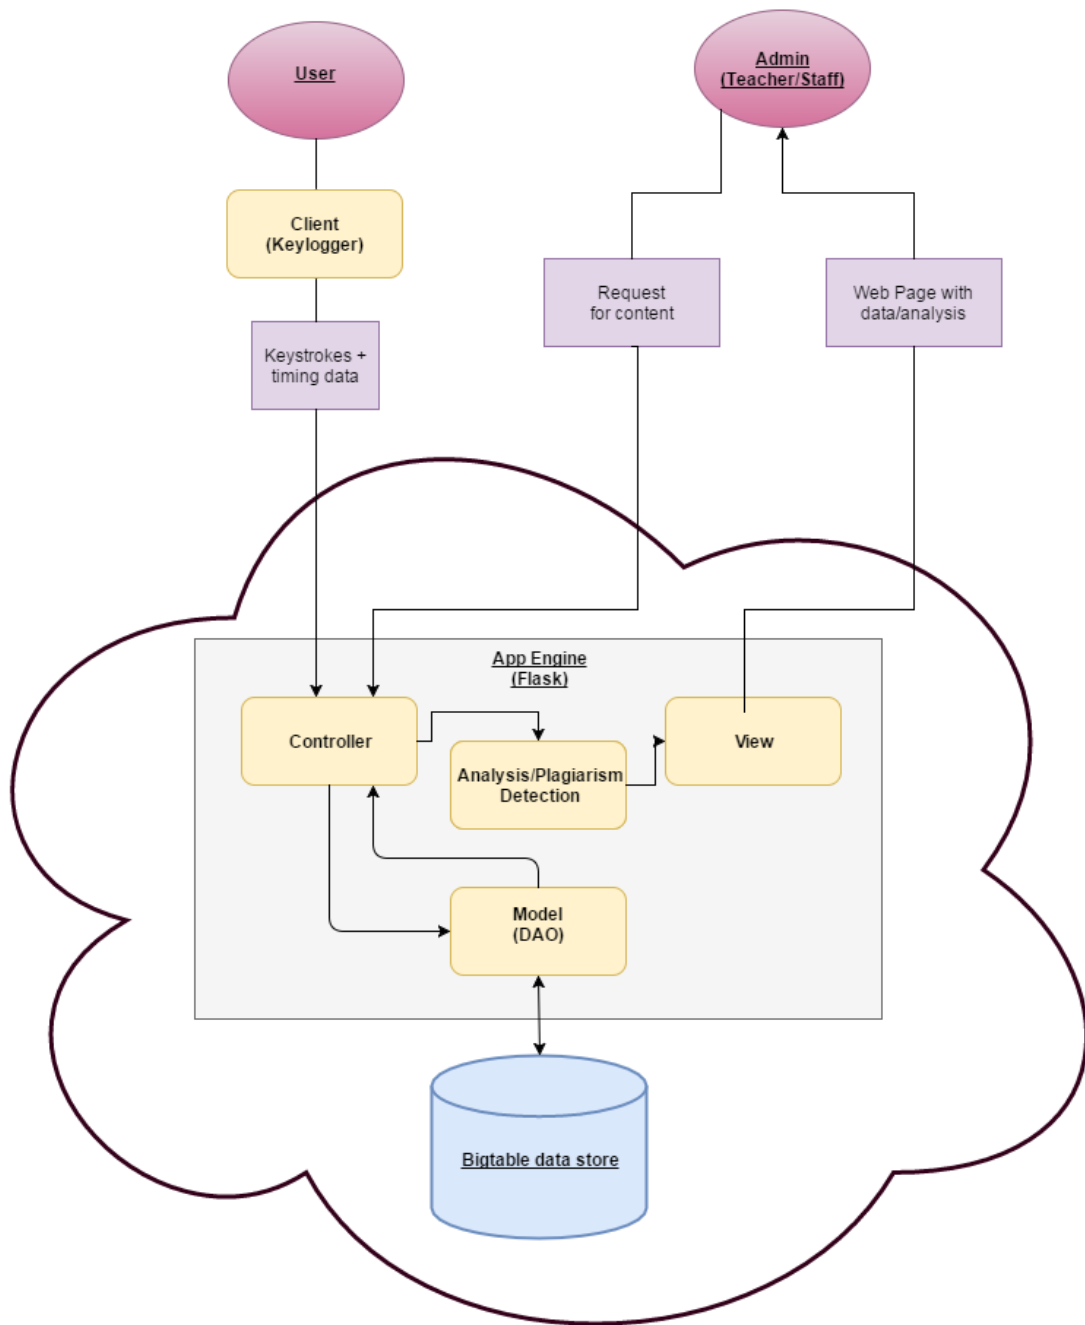 User
Admin
(Teacher/Staff)
Client
(Keylogger)
Request
for content
Web Page with
data/analysis
Keystrokes +
timing data
App Engine
(Flask)
Controller
Analysis/Plagiarism
Detection
View
Model
(DAO)
Bigtable data store